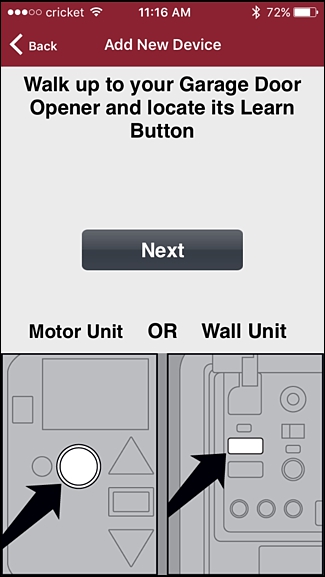 cricket 11:16 AM 72%
Back Add New Device
Walk up to your Garage Door
Opener and locate its Learn
Button
Next
Motor Unit OR Wall Unit